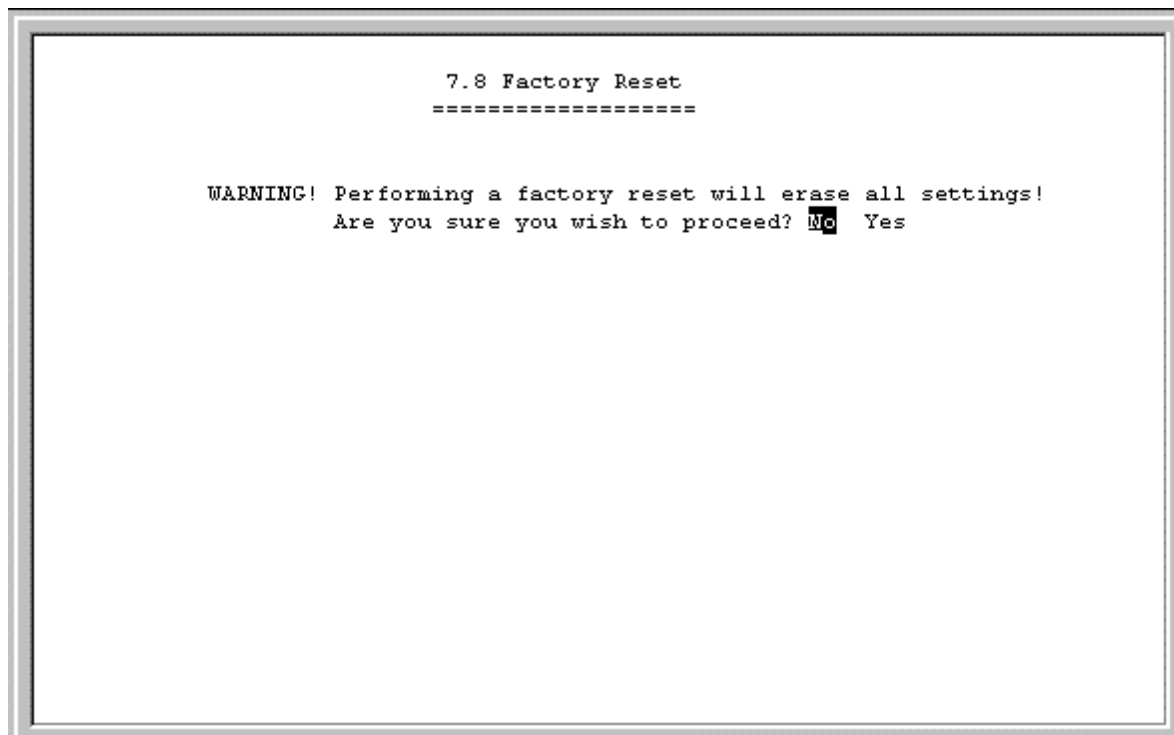 7.8 Factory Reset
===================
WARNING! Performing a factory reset will erase all settings!
Are you sure you wish to proceed? No Yes